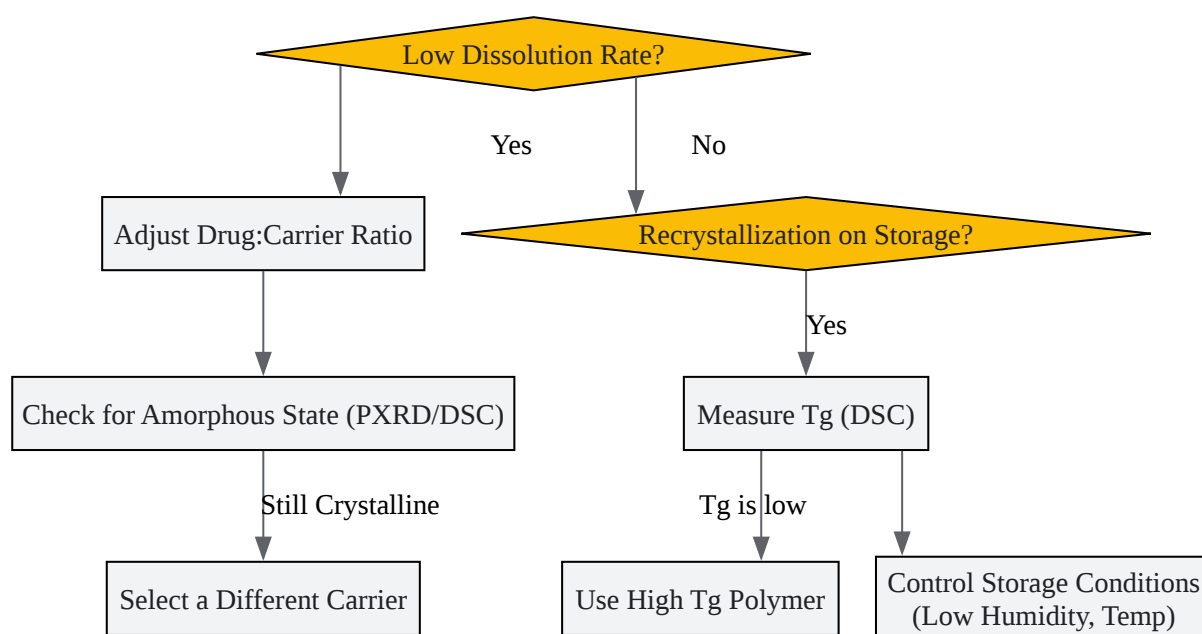 Low Dissolution Rate?
Yes
No
Adjust Drug:Carrier Ratio
Recrystallization on Storage?
Yes
Check for Amorphous State (PXRD/DSC)
Measure Tg (DSC)
Still Crystalline
Tg is low
Select a Different Carrier
Use High Tg Polymer
Control Storage Conditions
(Low Humidity, Temp)